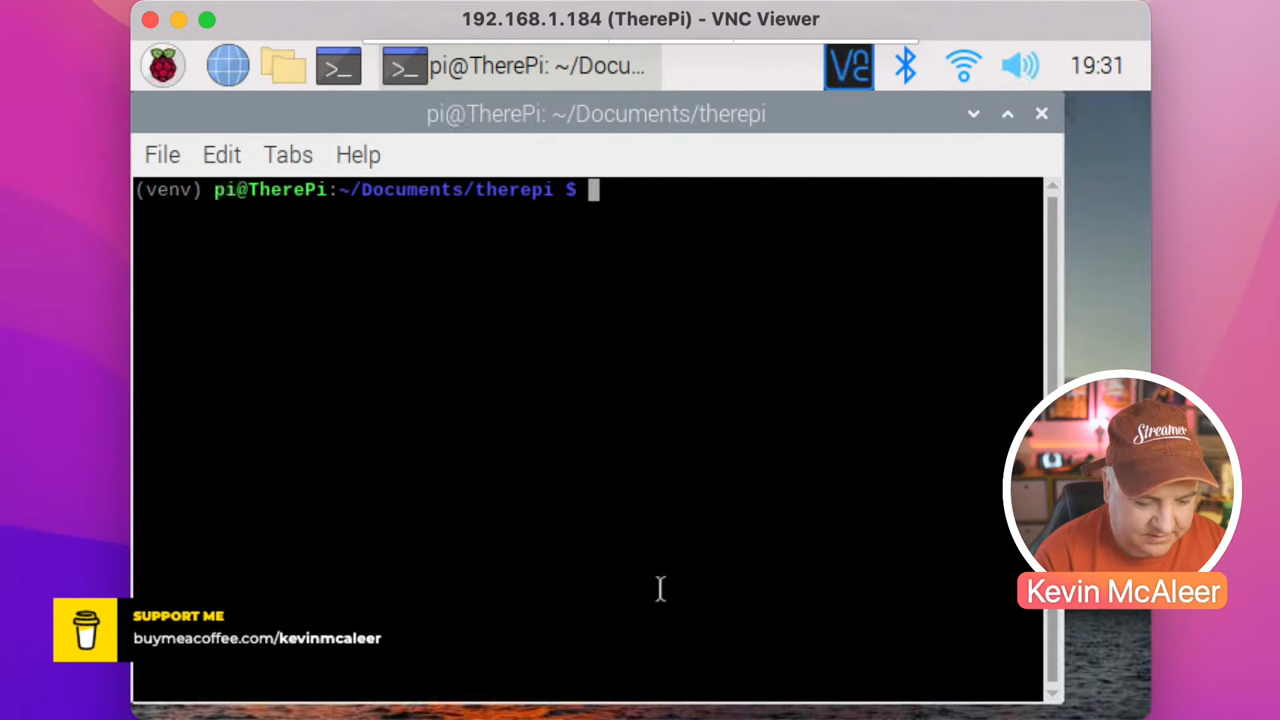 192.168.1.184 (TherePi) - VNC Viewer
>_ >_ pi@TherePi: ~/Docu... 19:31
pi@TherePi: ~/Documents/therepi
File Edit Tabs Help
(venv) pi@TherePi:~/Documents/therepi $
Streamer
Kevin McAleer
SUPPORT ME
buymeacoffee.com/kevinmcaleer